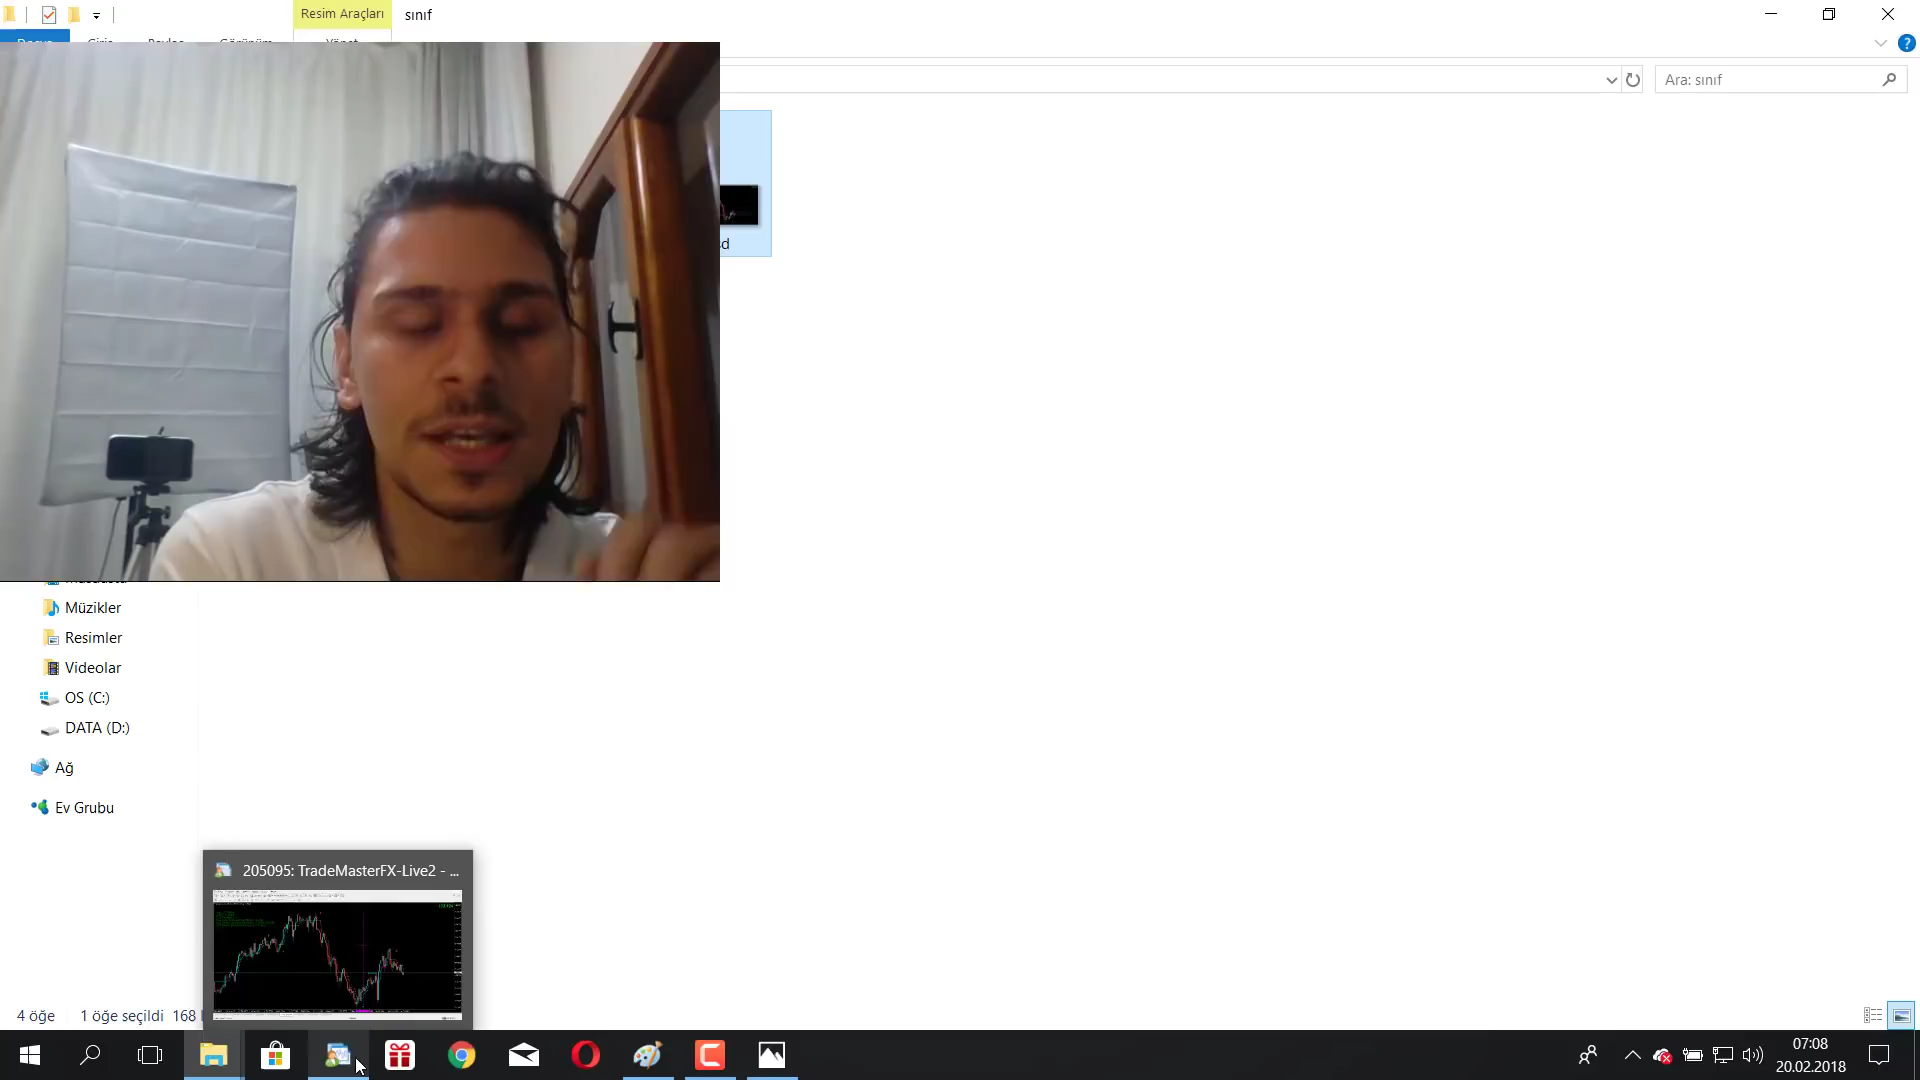 Resim Araçları
sınıf
Ara: sınıf
Müzikler
Resimler
Videolar
OS (C:)
DATA (D:)
Ağ
Ev Grubu
205095: TradeMasterFX-Live2 - ...
4 öğe
1 öğe seçildi 168
07:08
20.02.2018